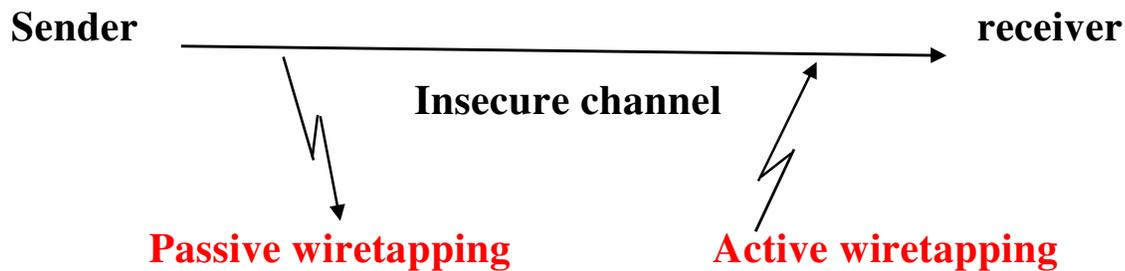 Sender receiver
Insecure channel
Passive wiretapping Active wiretapping